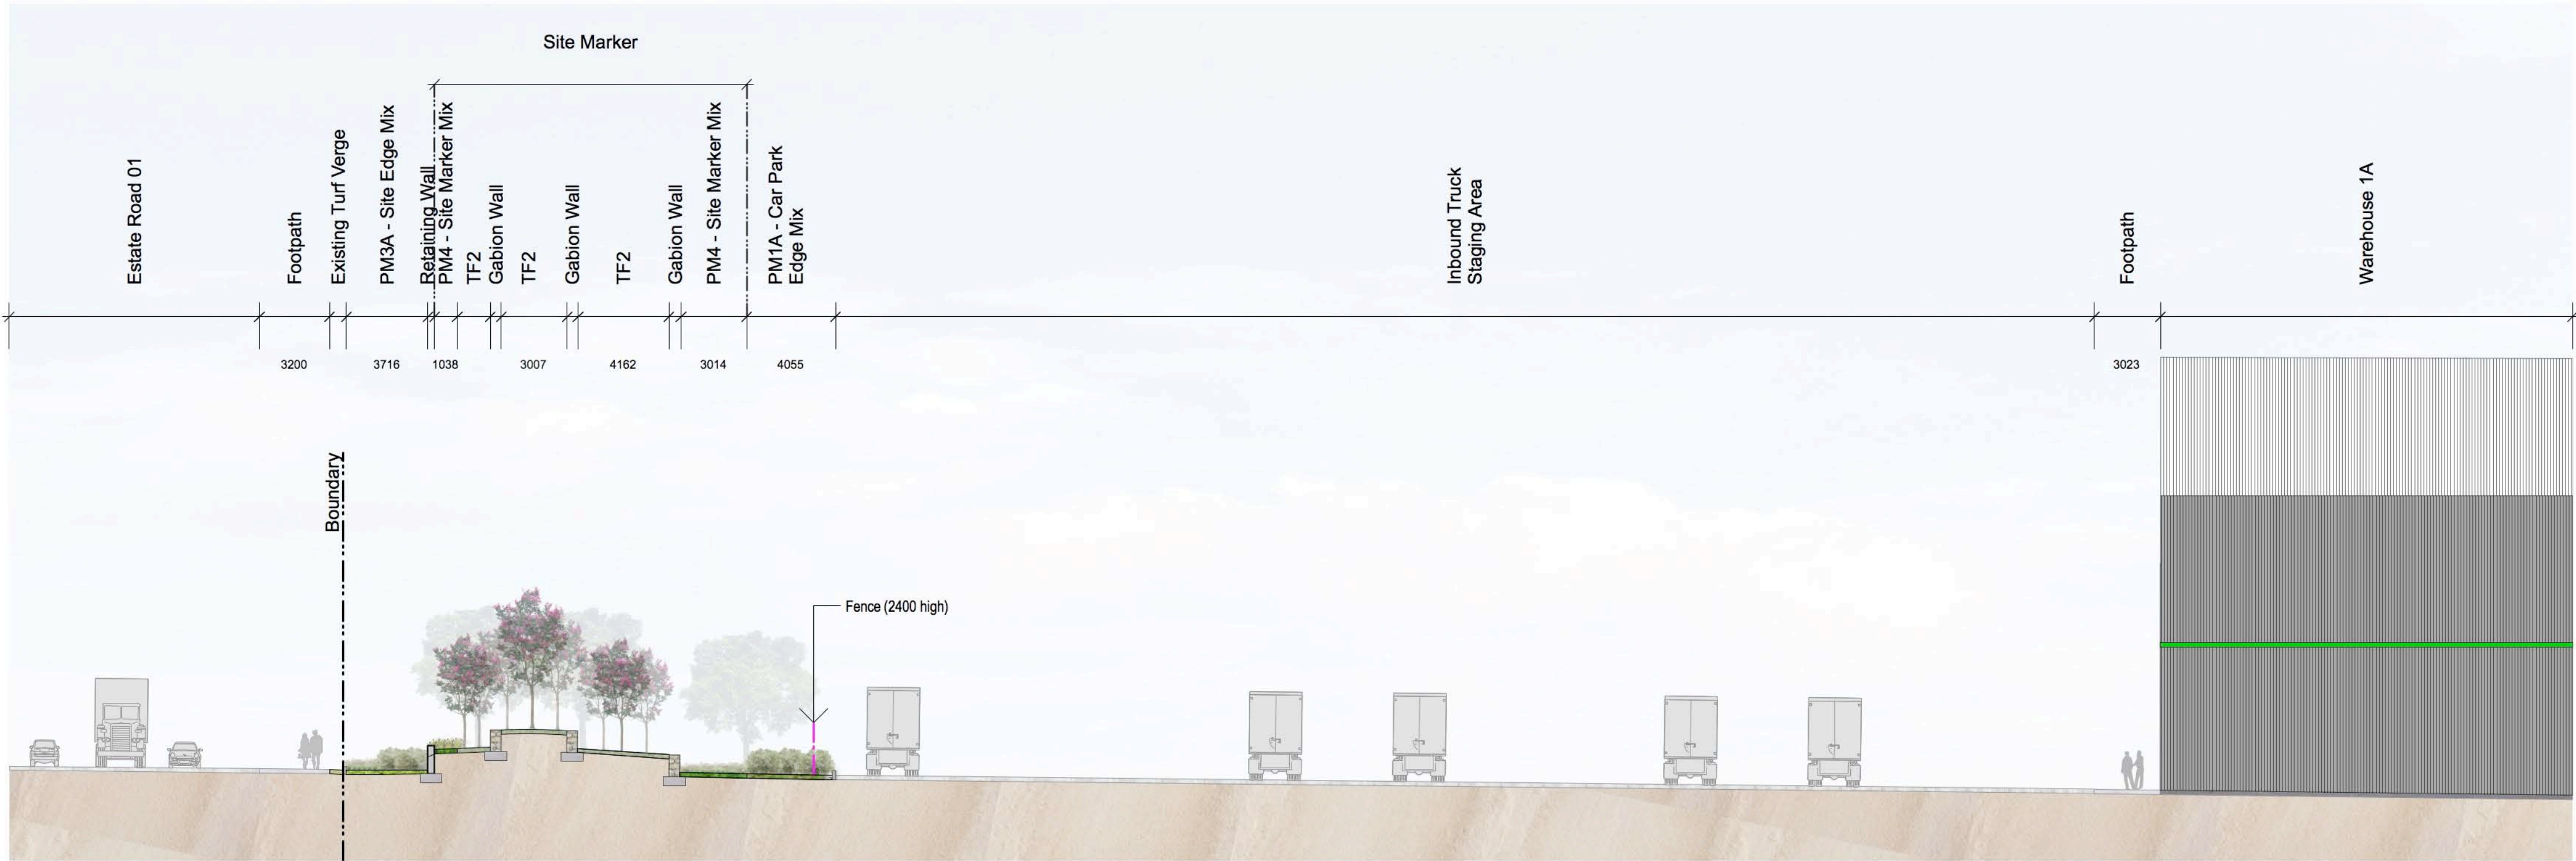 Site Marker
Estate Road 01
Footpath
Existing Turf Verge
PM3A - Site Edge Mix
Retaining Wall
PM4 - Site Marker Mix
TF2
Gabion Wall
TF2
Gabion Wall
TF2
Gabion Wall
PM4 - Site Marker Mix
PM1A - Car Park
Edge Mix
Inbound Truck
Staging Area
Footpath
Warehouse 1A
3200
3716
1038
3007
4162
3014
4055
3023
Boundary
Fence (2400 high)